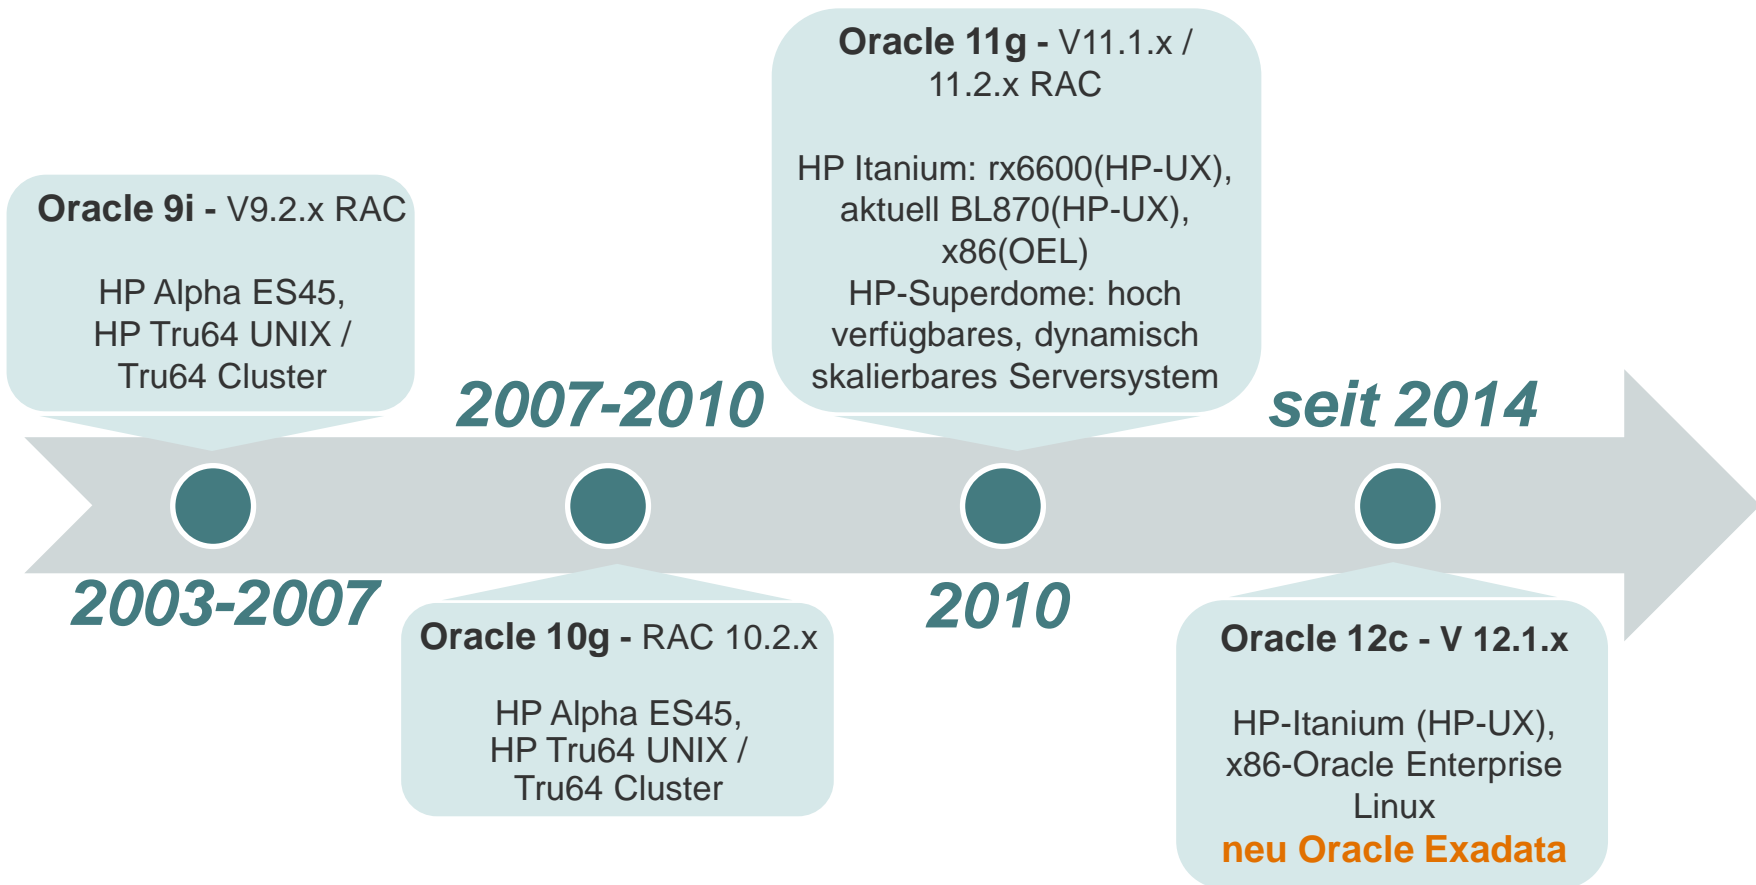 Oracle 9i - V9.2.x RAC
HP Alpha ES45,
HP Tru64 UNIX /
Tru64 Cluster
2003-2007
2007-2010
Oracle 10g - RAC 10.2.x
HP Alpha ES45,
HP Tru64 UNIX /
Tru64 Cluster
Oracle 11g - V11.1.x /
11.2.x RAC
HP Itanium: rx6600(HP-UX),
aktuell BL870(HP-UX),
x86(OEL)
HP-Superdome: hoch
verfügbares, dynamisch
skalierbares Serversystem
2010
seit 2014
Oracle 12c - V 12.1.x
HP-Itanium (HP-UX),
x86-Oracle Enterprise
Linux
neu Oracle Exadata